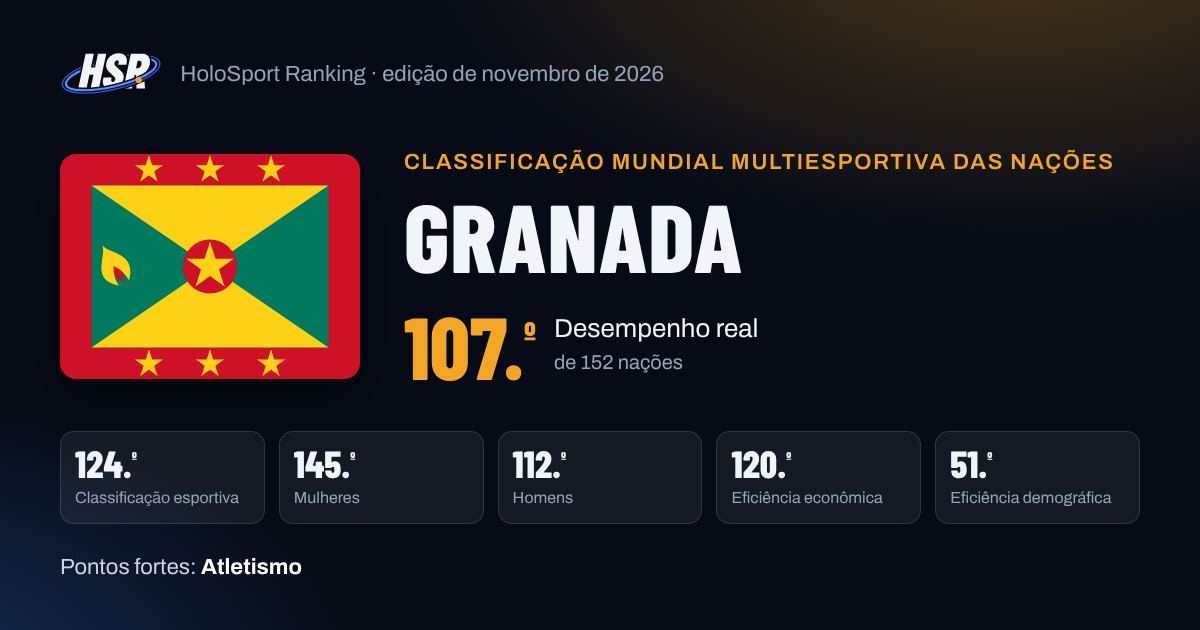 HSR
HoloSport Ranking · edição de novembro de 2026
CLASSIFICAÇÃO MUNDIAL MULTIESPORTIVA DAS NAÇÕES
GRANADA
107.º
Desempenho real
de 152 nações
124.º
Classificação esportiva
145.º
Mulheres
112.º
Homens
120.º
Eficiência econômica
51.º
Eficiência demográfica
Pontos fortes: Atletismo